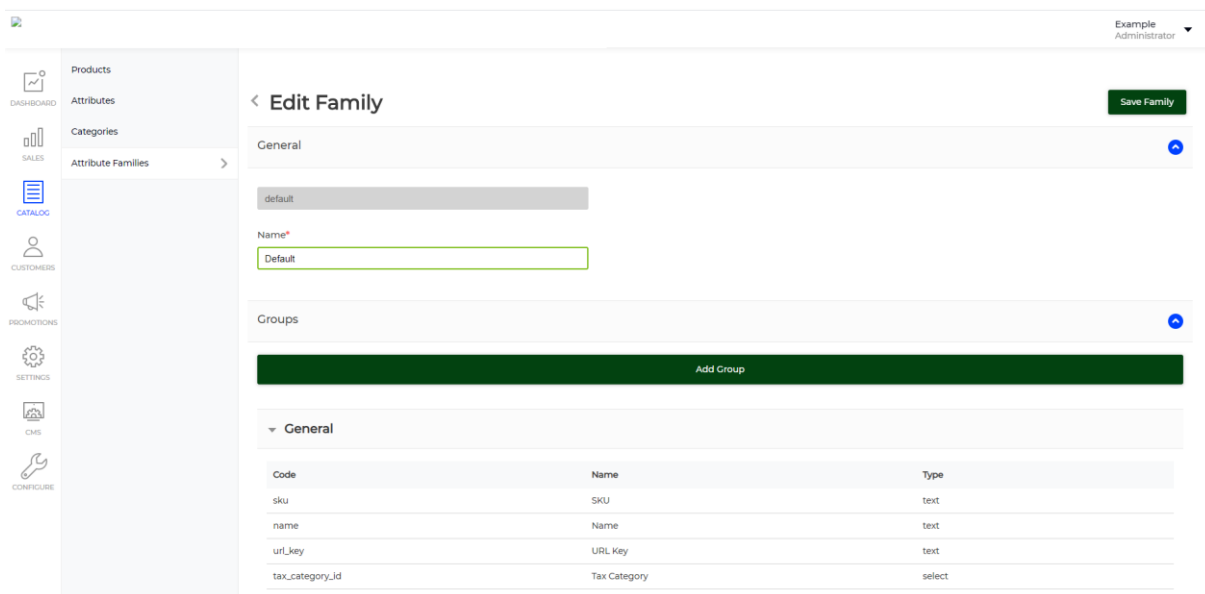 Example
Administrator
DASHBOARD
SALES
CATALOG
CUSTOMERS
PROMOTIONS
SETTINGS
CMS
CONFIGURE
Products
Attributes
Categories
Attribute Families
Edit Family
Save Family
General
default
Name*
Default
Groups
Add Group
General
Code Name Type
sku SKU text
name Name text
url_key URL Key text
tax_category_id Tax Category select